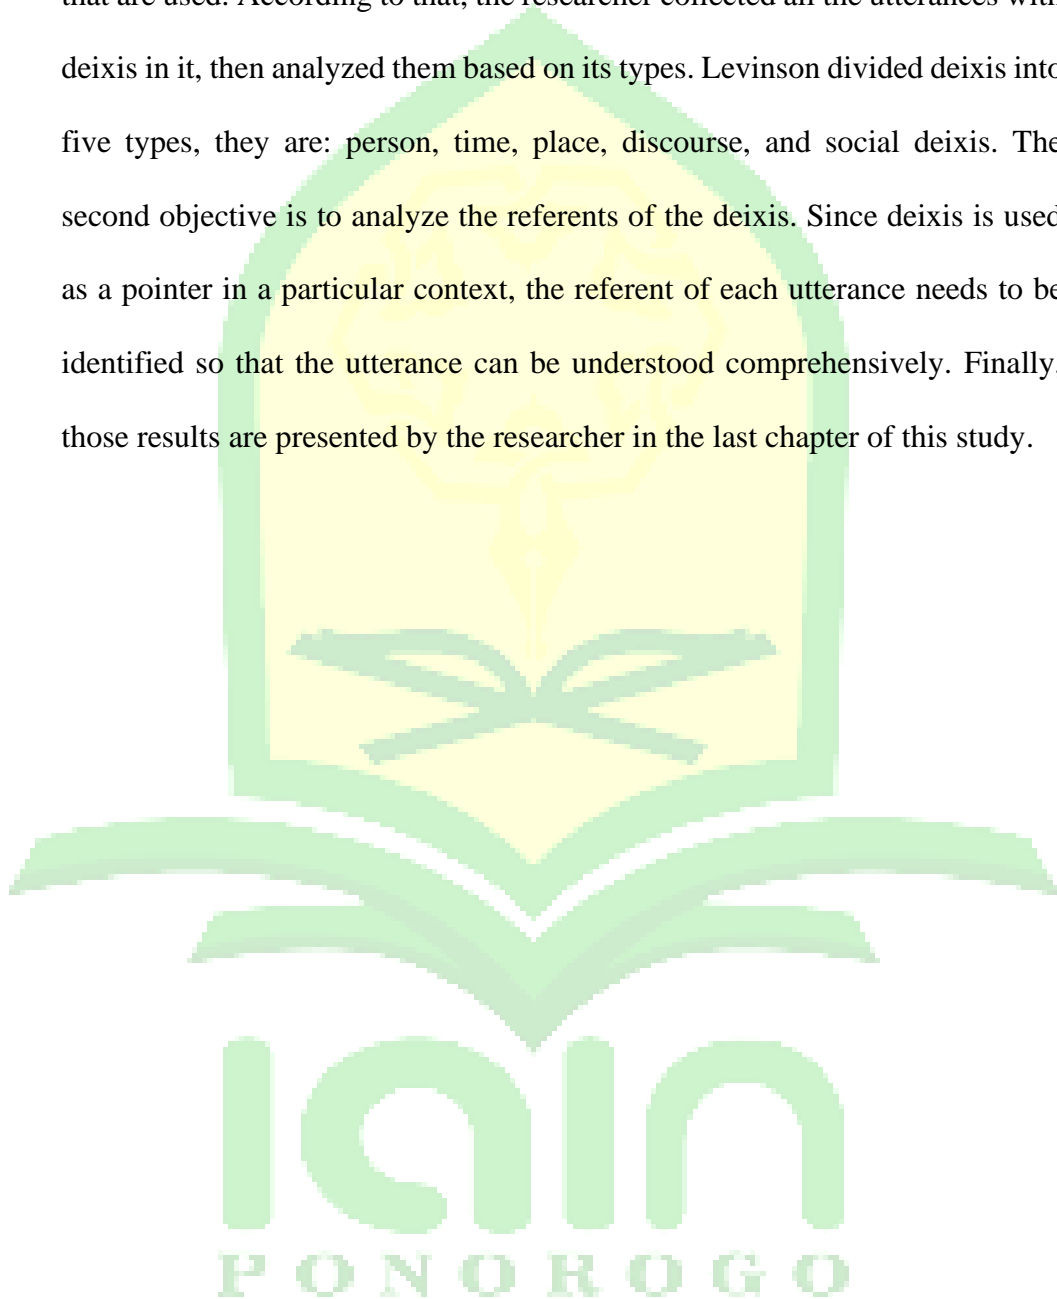 that are used. According to that, the researcher collected all the utterances with
deixis in it, then analyzed them based on its types. Levinson divided deixis into
five types, they are: person, time, place, discourse, and social deixis. The
second objective is to analyze the referents of the deixis. Since deixis is used
as a pointer in a particular context, the referent of each utterance needs to be
identified so that the utterance can be understood comprehensively. Finally,
those results are presented by the researcher in the last chapter of this study.
iain
PONOROGO